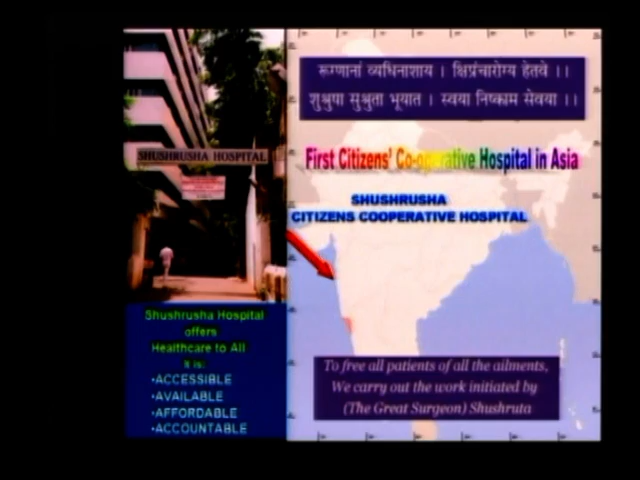 रूग्णानां व्यधिनाशाय । क्षिप्रंचारोग्य हेतवे ।।
शुश्रुषा सुश्रुता भूयात । स्वया निष्काम सेवया ।।
First Citizens' Co-operative Hospital in Asia
SHUSHRUSHA
CITIZENS COOPERATIVE HOSPITAL
SHUSHRUSHA HOSPITAL
Shushrusha Hospital
offers
Healthcare to All
It is:
•ACCESSIBLE
•AVAILABLE
•AFFORDABLE
•ACCOUNTABLE
To free all patients of all the ailments,
We carry out the work initiated by
(The Great Surgeon) Shushruta